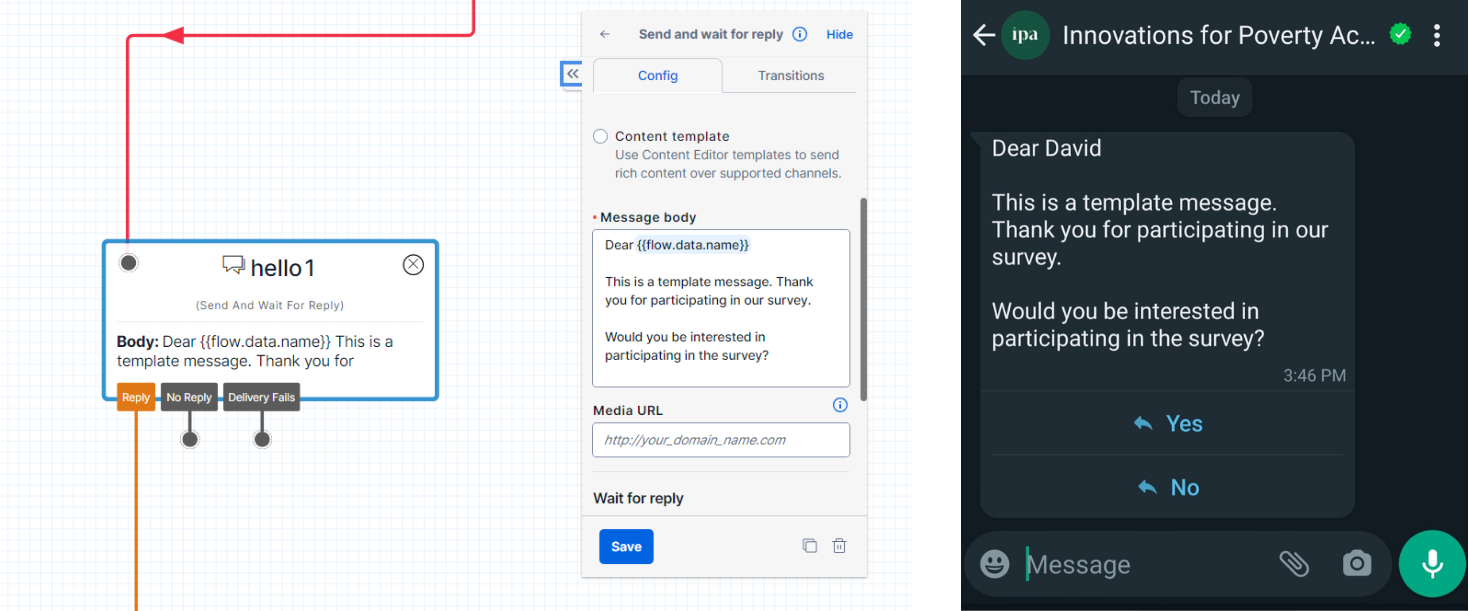 hello1
(Send And Wait For Reply)
Body: Dear {{flow.data.name}} This is a
template message. Thank you for
Reply
No Reply
Delivery Fails
Send and wait for reply
Hide
Config
Transitions
Content template
Use Content Editor templates to send
rich content over supported channels.
* Message body
Dear {{flow.data.name}}
This is a template message. Thank
you for participating in our survey.
Would you be interested in
participating in the survey?
Media URL
http://your_domain_name.com
Wait for reply
Save
ipa
Innovations for Poverty Ac...
Today
Dear David
This is a template message.
Thank you for participating in our
survey.
Would you be interested in
participating in the survey?
3:46 PM
Yes
No
Message